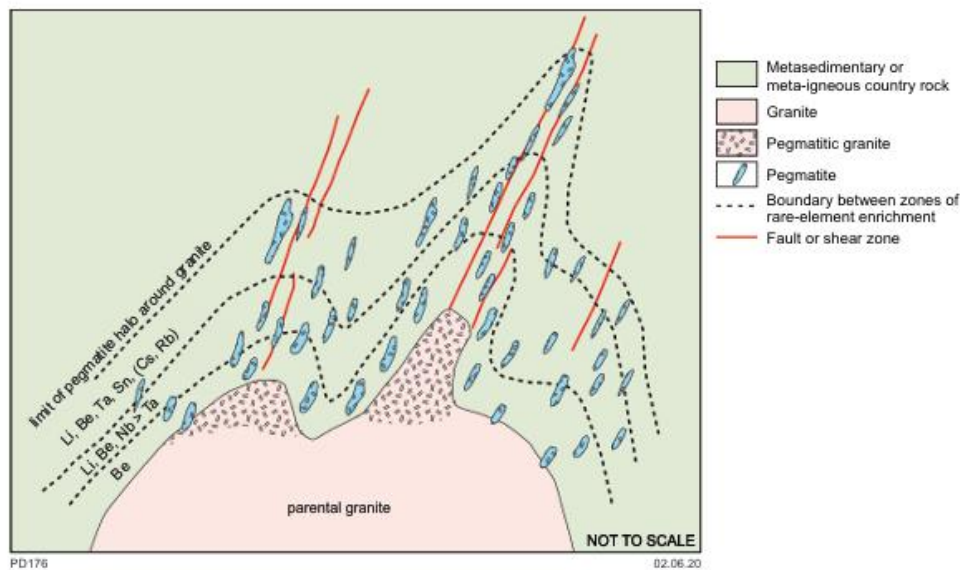 limit of pegmatite halo around granite
Li, Be, Ta, Sn, (Cs, Rb)
Li, Be, Nb > Ta
Be
parental granite
NOT TO SCALE
PD176
02.06.20
Metasedimentary or
meta-igneous country rock
Granite
Pegmatitic granite
Pegmatite
Boundary between zones of
rare-element enrichment
Fault or shear zone